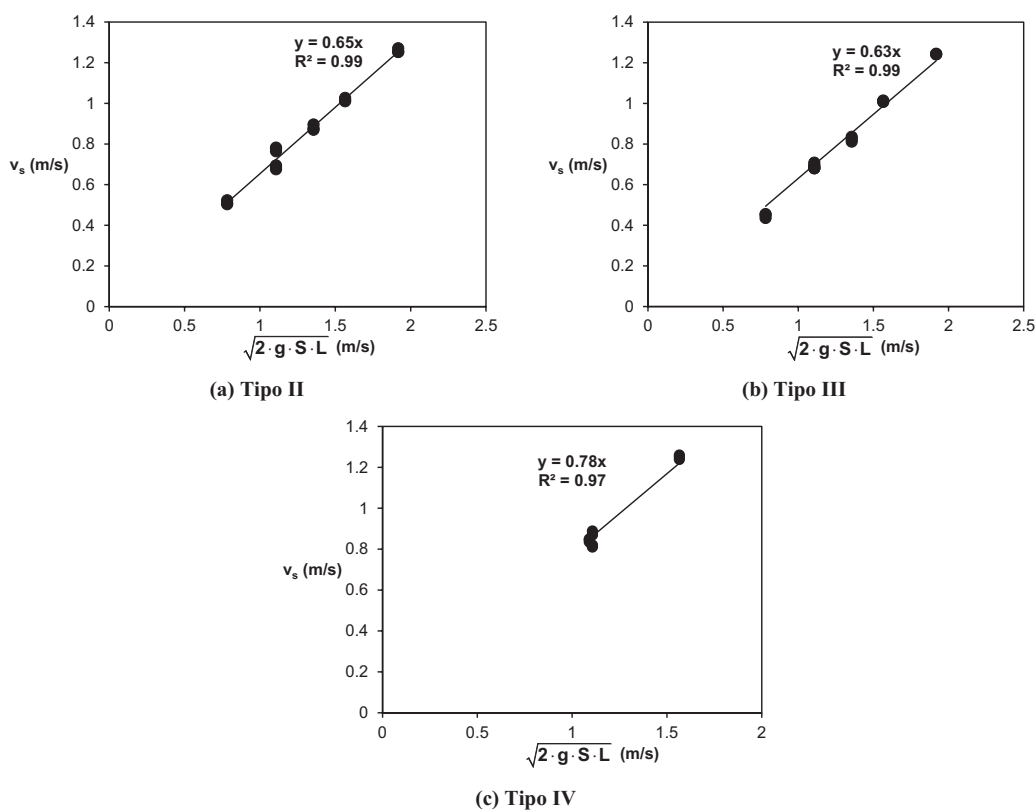 1.4
1.2
1
0.8
0.6
0.4
0.2
0
vₛ (m/s)
y = 0.65x
R² = 0.99
0 0.5 1 1.5 2 2.5
√2·g·S·L (m/s)
(a) Tipo II
1.4
1.2
1
0.8
0.6
0.4
0.2
0
vₛ (m/s)
y = 0.63x
R² = 0.99
0 0.5 1 1.5 2 2.5
√2·g·S·L (m/s)
(b) Tipo III
1.4
1.2
1
0.8
0.6
0.4
0.2
0
vₛ (m/s)
y = 0.78x
R² = 0.97
0 0.5 1 1.5 2
√2·g·S·L (m/s)
(c) Tipo IV